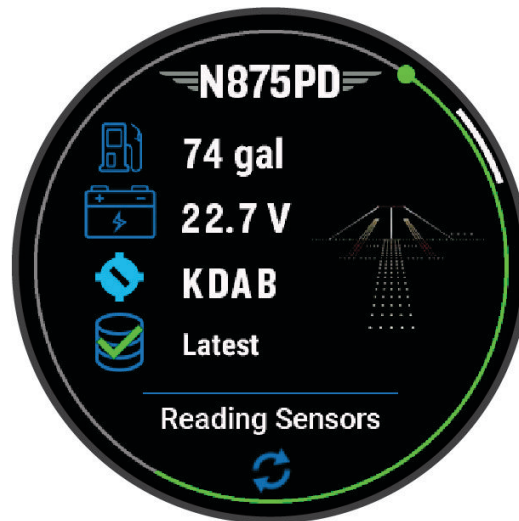 N875PD
74 gal
22.7 V
KDAB
Latest
Reading Sensors